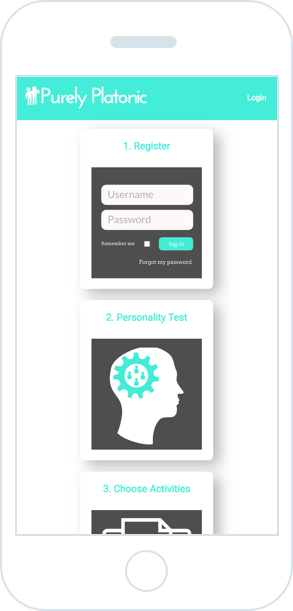 Purely Platonic
Login
1. Register
Username
Password
Remember me
log in
Forgot my password
2. Personality Test
3. Choose Activities